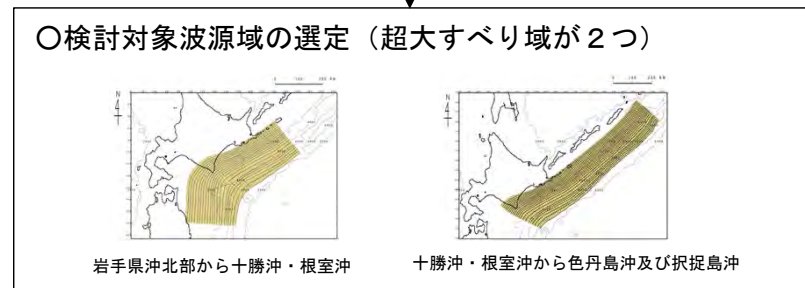 〇検討対象波源域の選定（超大すべり域が２つ）
岩手県沖北部から十勝沖・根室沖
十勝沖・根室沖から色丹島沖及び択捉島沖